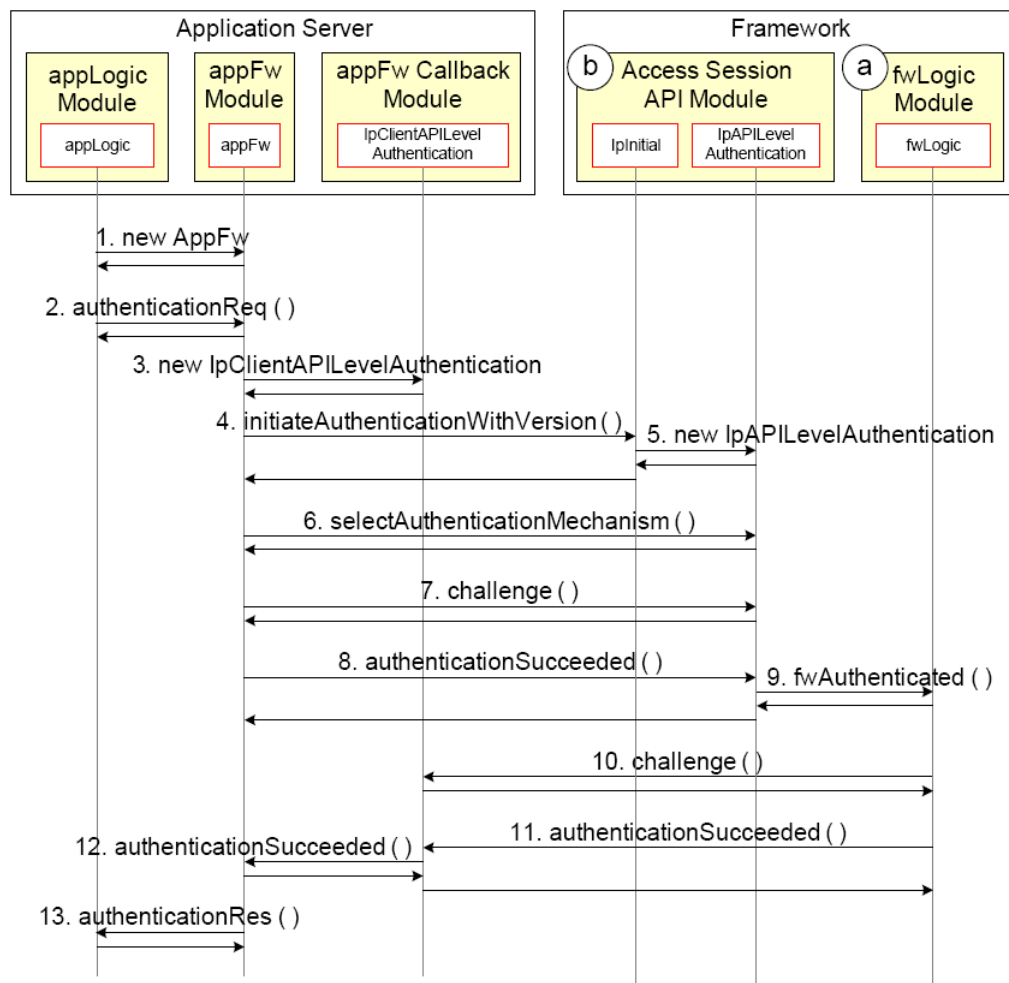 Application Server
Framework
appLogic
Module
appLogic
appFw
Module
appFw
appFw Callback
Module
IpClientAPILevel
Authentication
b
Access Session
API Module
IpInitial
IpAPILevel
Authentication
a
fwLogic
Module
fwLogic
1. new AppFw
2. authenticationReq ( )
3. new IpClientAPILevelAuthentication
4. initiateAuthenticationWithVersion ( )
5. new IpAPILevelAuthentication
6. selectAuthenticationMechanism ( )
7. challenge ( )
8. authenticationSucceeded ( )
9. fwAuthenticated ( )
10. challenge ( )
11. authenticationSucceeded ( )
12. authenticationSucceeded ( )
13. authenticationRes ( )